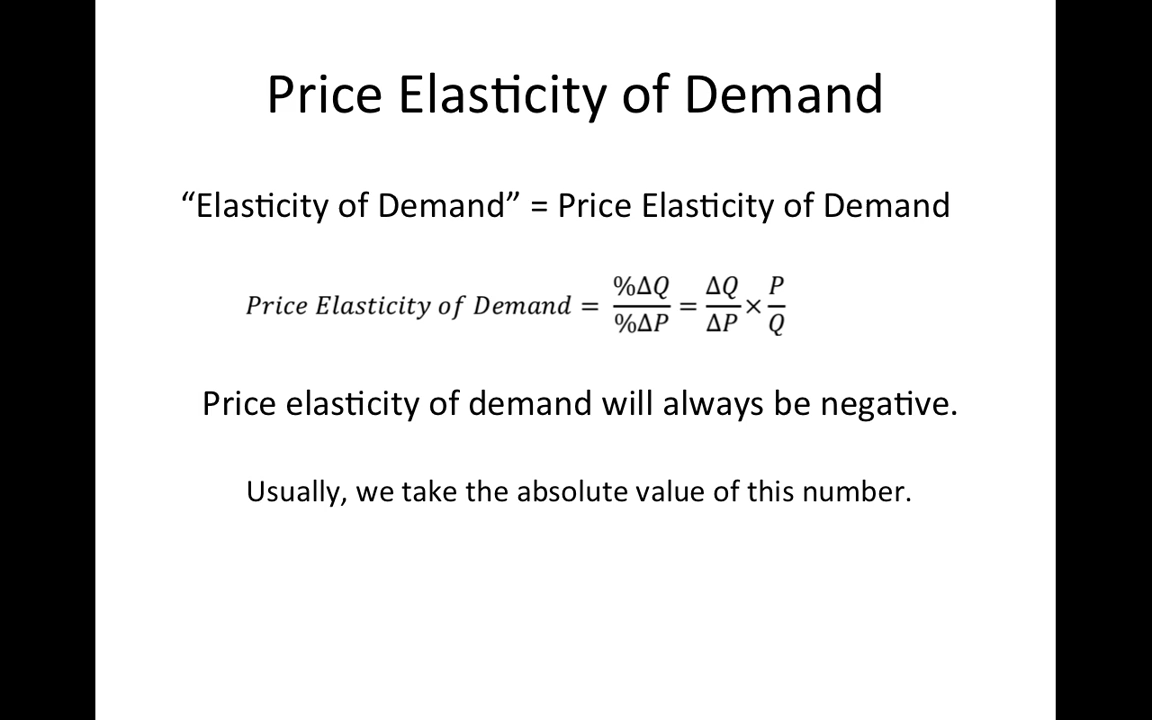 Price Elasticity of Demand
“Elasticity of Demand” = Price Elasticity of Demand
Price Elasticity of Demand = %ΔQ/%ΔP = ΔQ/ΔP × P/Q
Price elasticity of demand will always be negative.
Usually, we take the absolute value of this number.